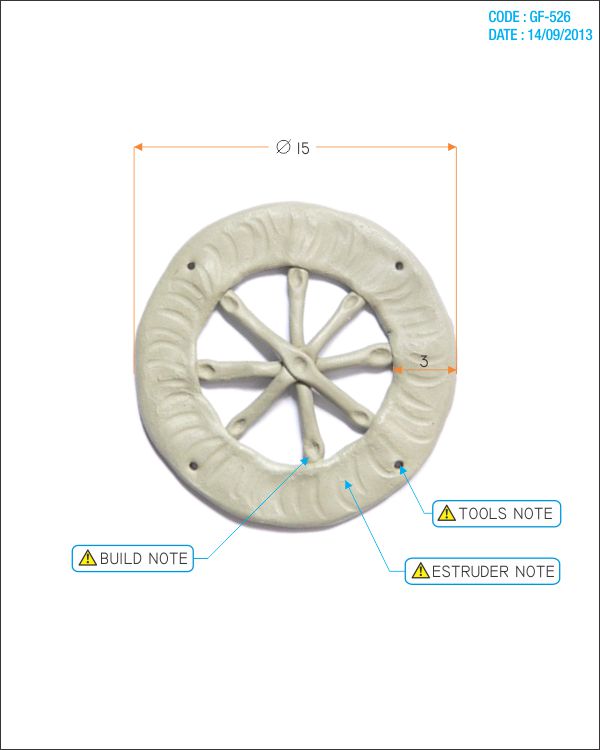 CODE : GF-526
DATE : 14/09/2013
Ø 15
3
TOOLS NOTE
BUILD NOTE
ESTRUDER NOTE